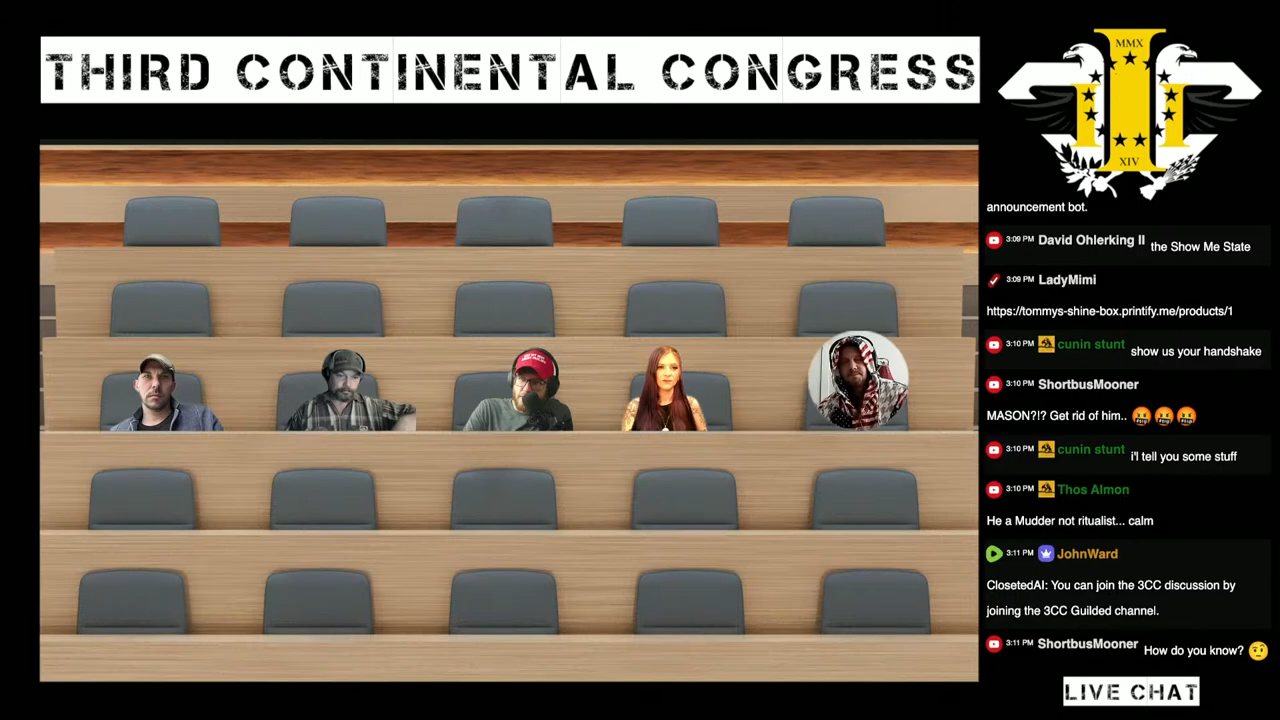 THIRD CONTINENTAL CONGRESS
MMX
XIV
announcement bot.
3:09 PM David Ohlerking II the Show Me State
3:09 PM LadyMimi
https://tommys-shine-box.printify.me/products/1
3:10 PM cunin stunt show us your handshake
3:10 PM ShortbusMooner
MASON?!? Get rid of him.. 🤬 🤬 🤬
3:10 PM cunin stunt i'l tell you some stuff
3:10 PM Thos Almon
He a Mudder not ritualist... calm
3:11 PM JohnWard
ClosetedAI: You can join the 3CC discussion by
joining the 3CC Guilded channel.
3:11 PM ShortbusMooner How do you know? 🤨
LIVE CHAT